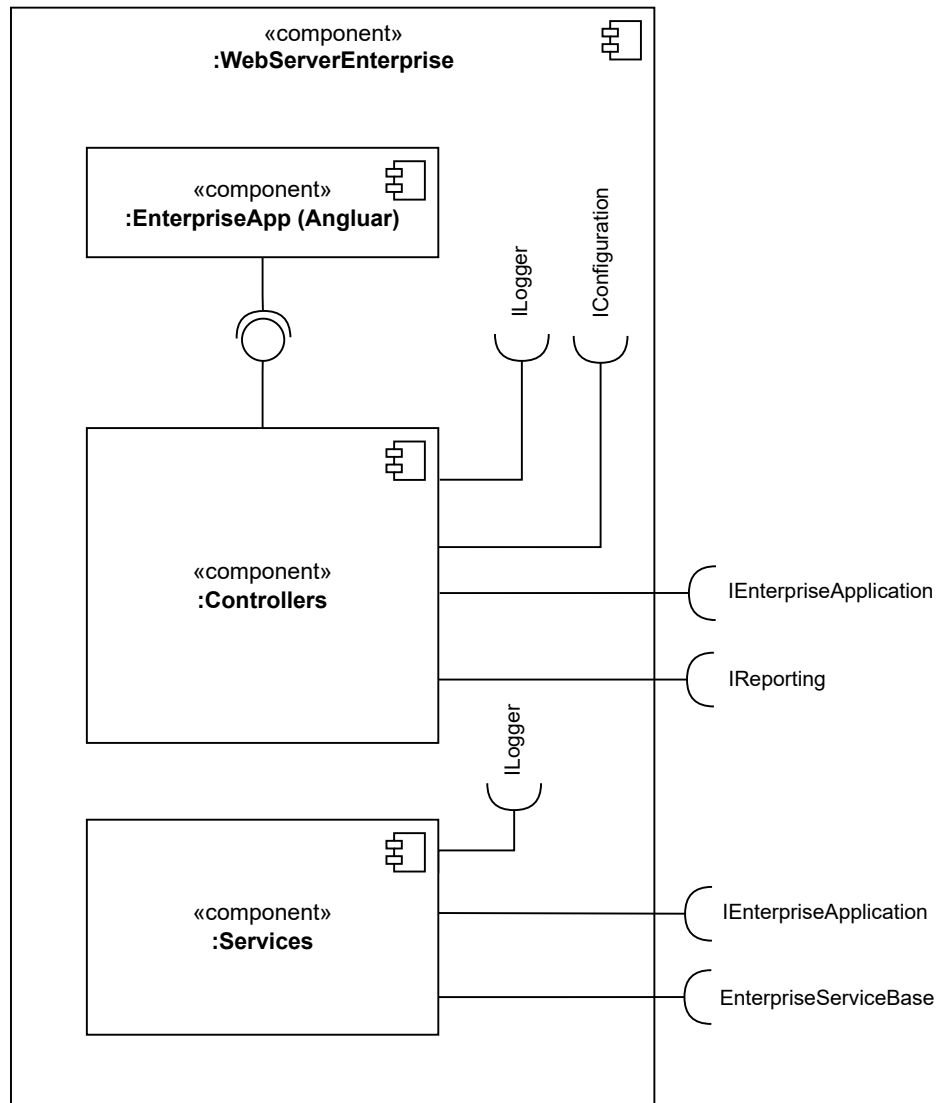 «component»
:WebServerEnterprise
«component»
:EnterpriseApp (Angluar)
ILogger
IConfiguration
«component»
:Controllers
IEnterpriseApplication
IReporting
ILogger
«component»
:Services
IEnterpriseApplication
EnterpriseServiceBase